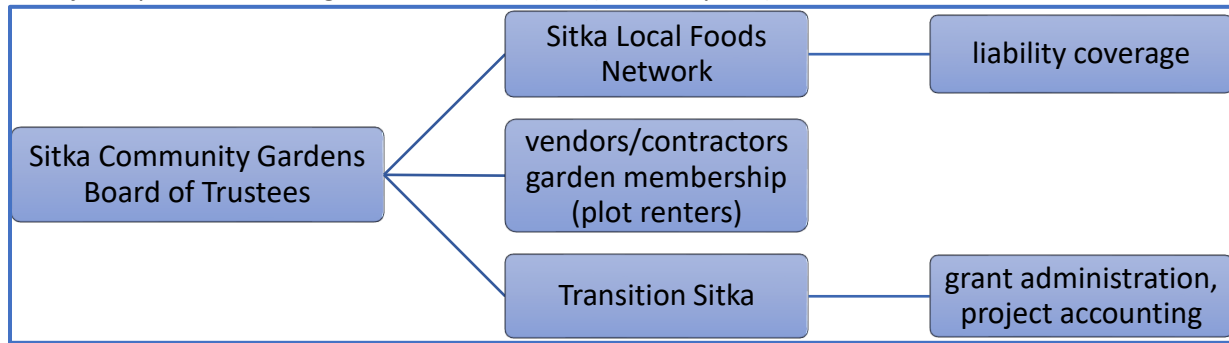 Sitka Local Foods
Network
liability coverage
Sitka Community Gardens
Board of Trustees
vendors/contractors
garden membership
(plot renters)
Transition Sitka
grant administration,
project accounting